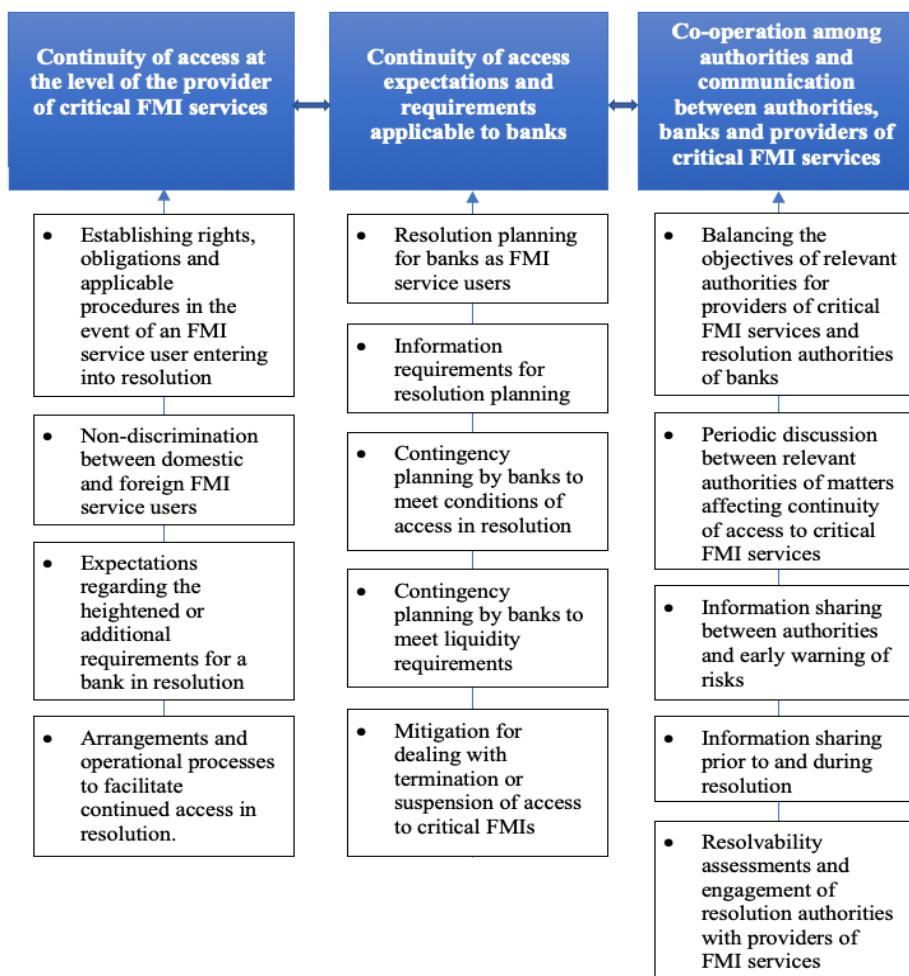 Continuity of access at
the level of the provider
of critical FMI services
Continuity of access
expectations and
requirements
applicable to banks
Co-operation among
authorities and
communication
between authorities,
banks and providers of
critical FMI services
• Establishing rights,
obligations and
applicable
procedures in the
event of an FMI
service user entering
into resolution
• Non-discrimination
between domestic
and foreign FMI
service users
• Expectations
regarding the
heightened or
additional
requirements for a
bank in resolution
• Arrangements and
operational processes
to facilitate
continued access in
resolution.
• Resolution planning
for banks as FMI
service users
• Information
requirements for
resolution planning
• Contingency
planning by banks to
meet conditions of
access in resolution
• Contingency
planning by banks to
meet liquidity
requirements
• Mitigation for
dealing with
termination or
suspension of access
to critical FMIs
• Balancing the
objectives of relevant
authorities for
providers of critical
FMI services and
resolution authorities
of banks
• Periodic discussion
between relevant
authorities of matters
affecting continuity
of access to critical
FMI services
• Information sharing
between authorities
and early warning of
risks
• Information sharing
prior to and during
resolution
• Resolvability
assessments and
engagement of
resolution authorities
with providers of
FMI services